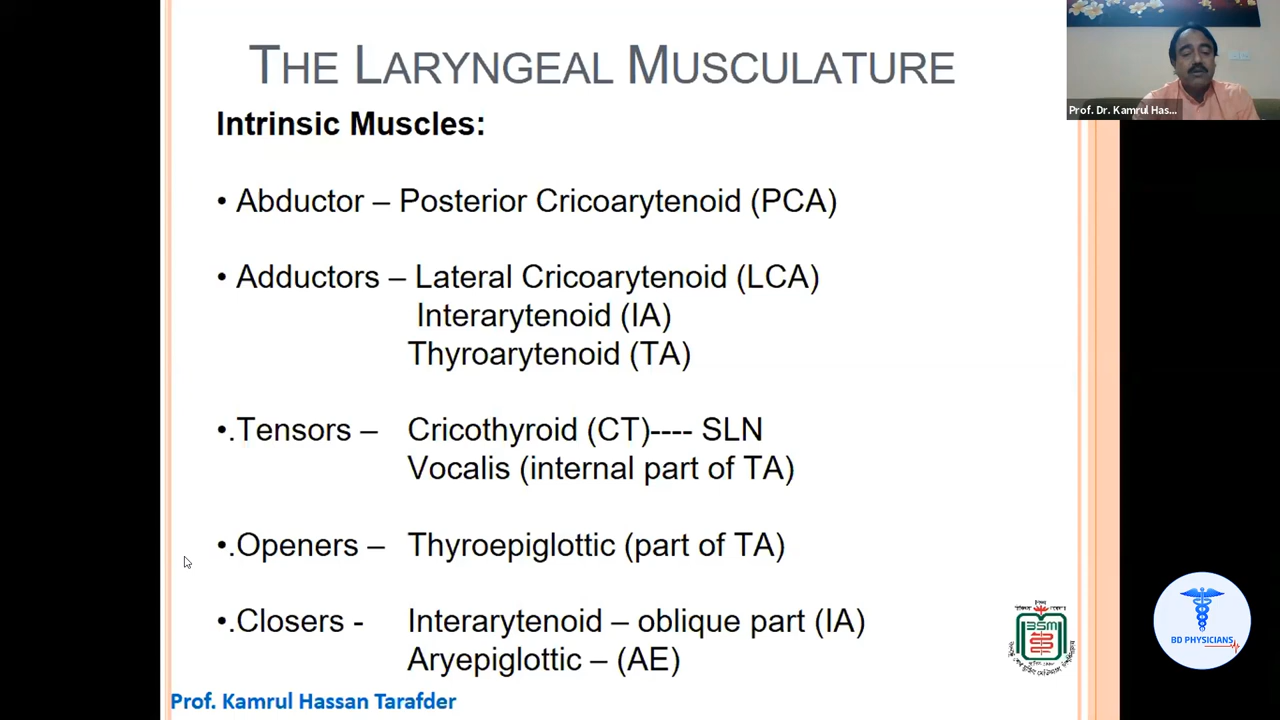 THE LARYNGEAL MUSCULATURE
Prof. Dr. Kamrul Has...
Intrinsic Muscles:
• Abductor – Posterior Cricoarytenoid (PCA)
• Adductors – Lateral Cricoarytenoid (LCA)
Interarytenoid (IA)
Thyroarytenoid (TA)
•.Tensors – Cricothyroid (CT)---- SLN
Vocalis (internal part of TA)
•.Openers – Thyroepiglottic (part of TA)
•.Closers - Interarytenoid – oblique part (IA)
Aryepiglottic – (AE)
BSM
BD PHYSICIANS
Prof. Kamrul Hassan Tarafder